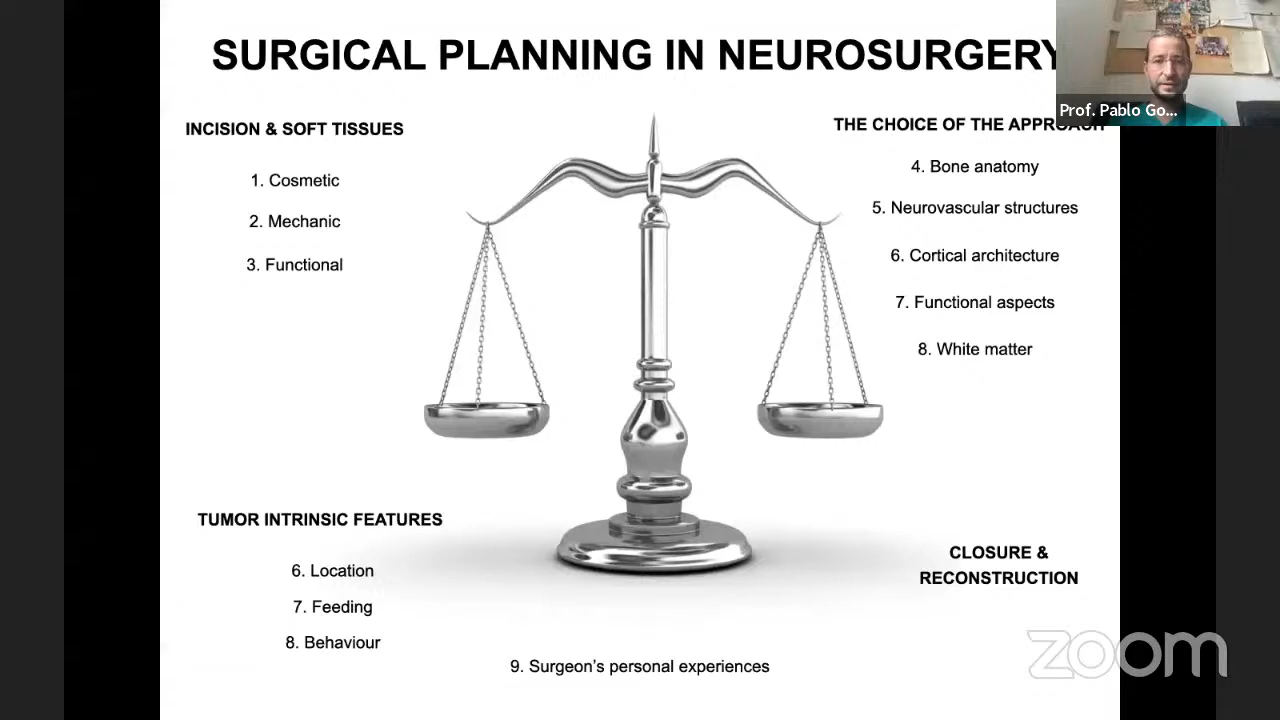 SURGICAL PLANNING IN NEUROSURGERY
Prof. Pablo Go...
INCISION & SOFT TISSUES
1. Cosmetic
2. Mechanic
3. Functional
THE CHOICE OF THE APPROACH
4. Bone anatomy
5. Neurovascular structures
6. Cortical architecture
7. Functional aspects
8. White matter
TUMOR INTRINSIC FEATURES
6. Location
7. Feeding
8. Behaviour
CLOSURE &
RECONSTRUCTION
9. Surgeon's personal experiences
zoom